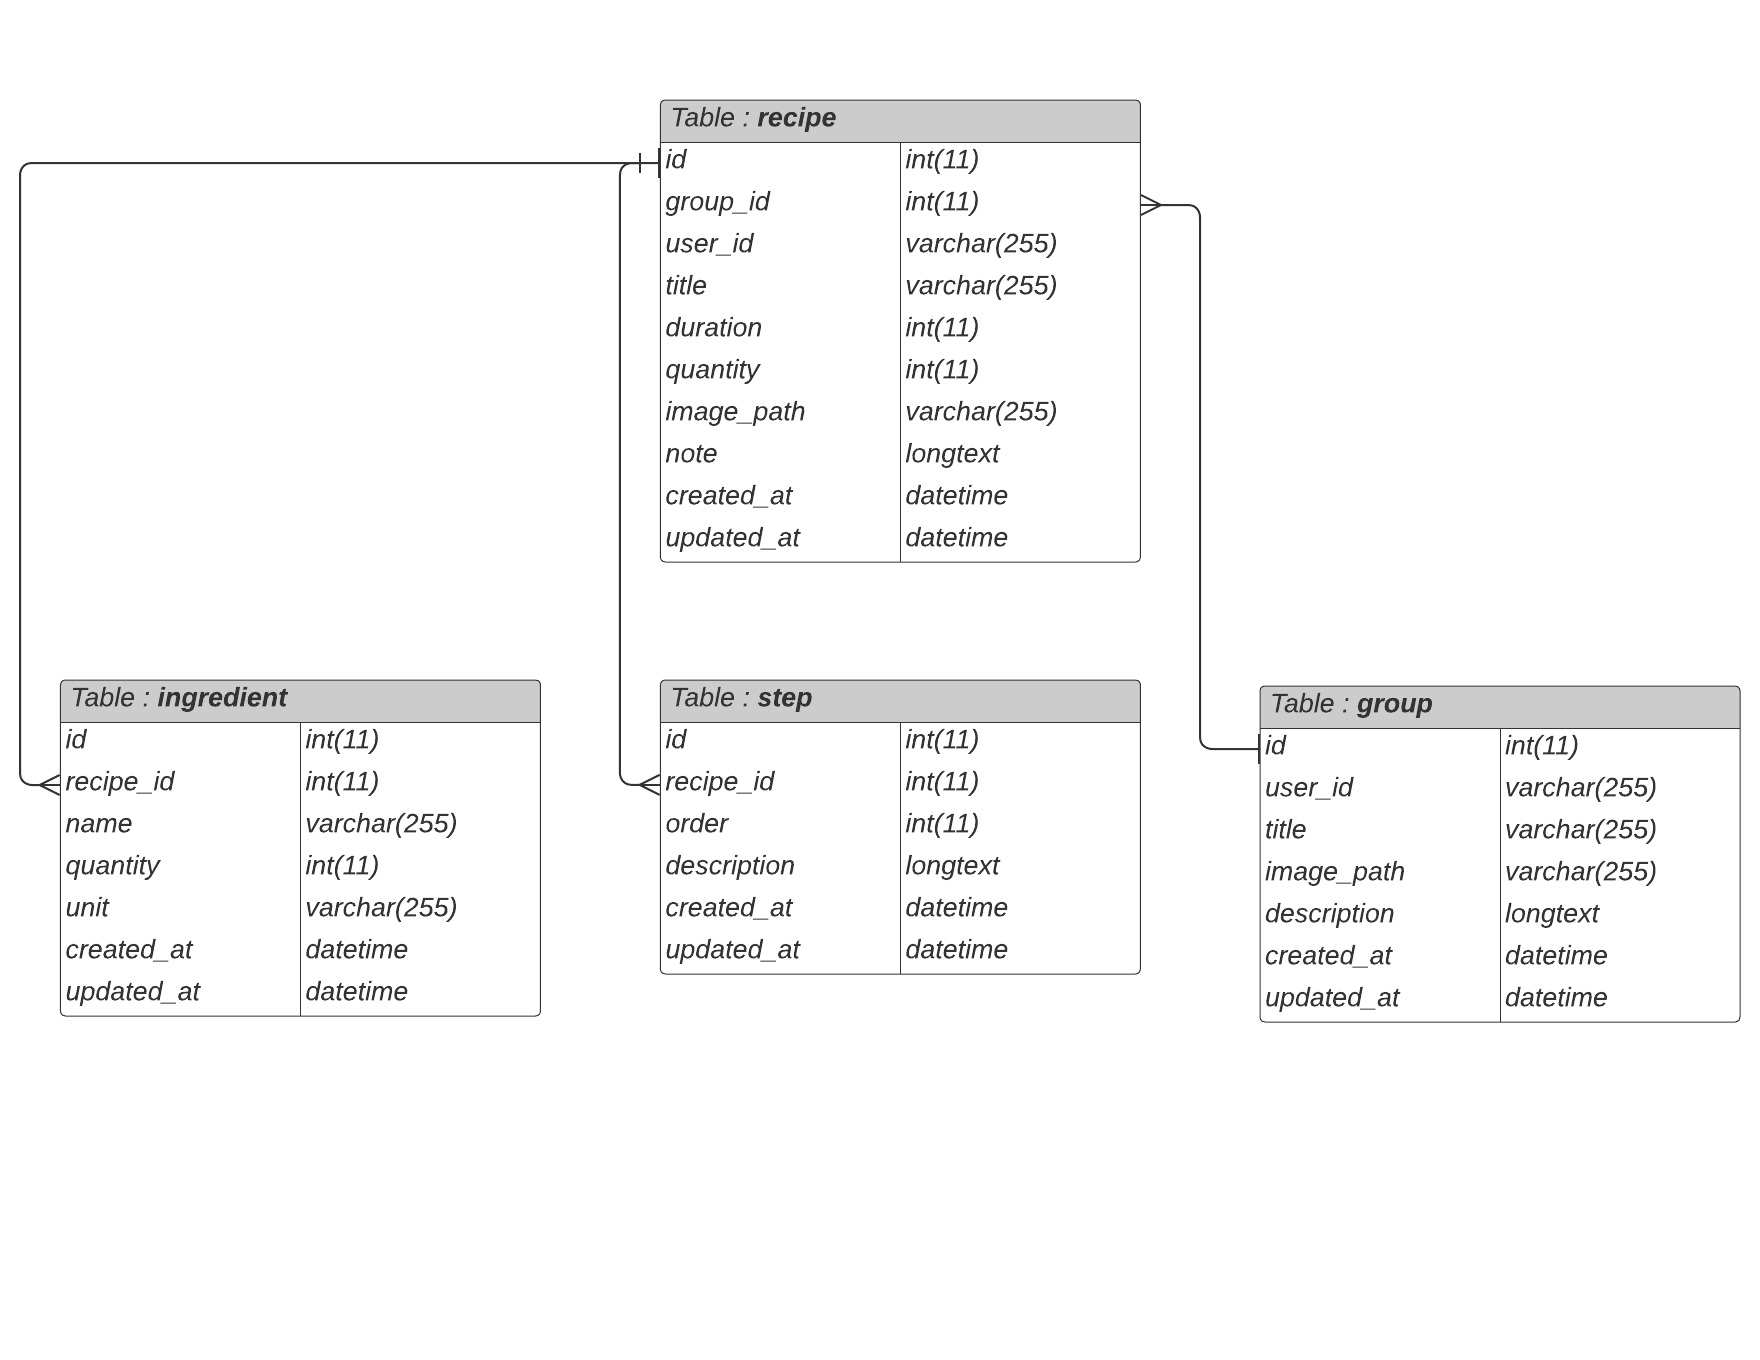 Table : recipe
id int(11)
group_id int(11)
user_id varchar(255)
title varchar(255)
duration int(11)
quantity int(11)
image_path varchar(255)
note longtext
created_at datetime
updated_at datetime
Table : ingredient
id int(11)
recipe_id int(11)
name varchar(255)
quantity int(11)
unit varchar(255)
created_at datetime
updated_at datetime
Table : step
id int(11)
recipe_id int(11)
order int(11)
description longtext
created_at datetime
updated_at datetime
Table : group
id int(11)
user_id varchar(255)
title varchar(255)
image_path varchar(255)
description longtext
created_at datetime
updated_at datetime